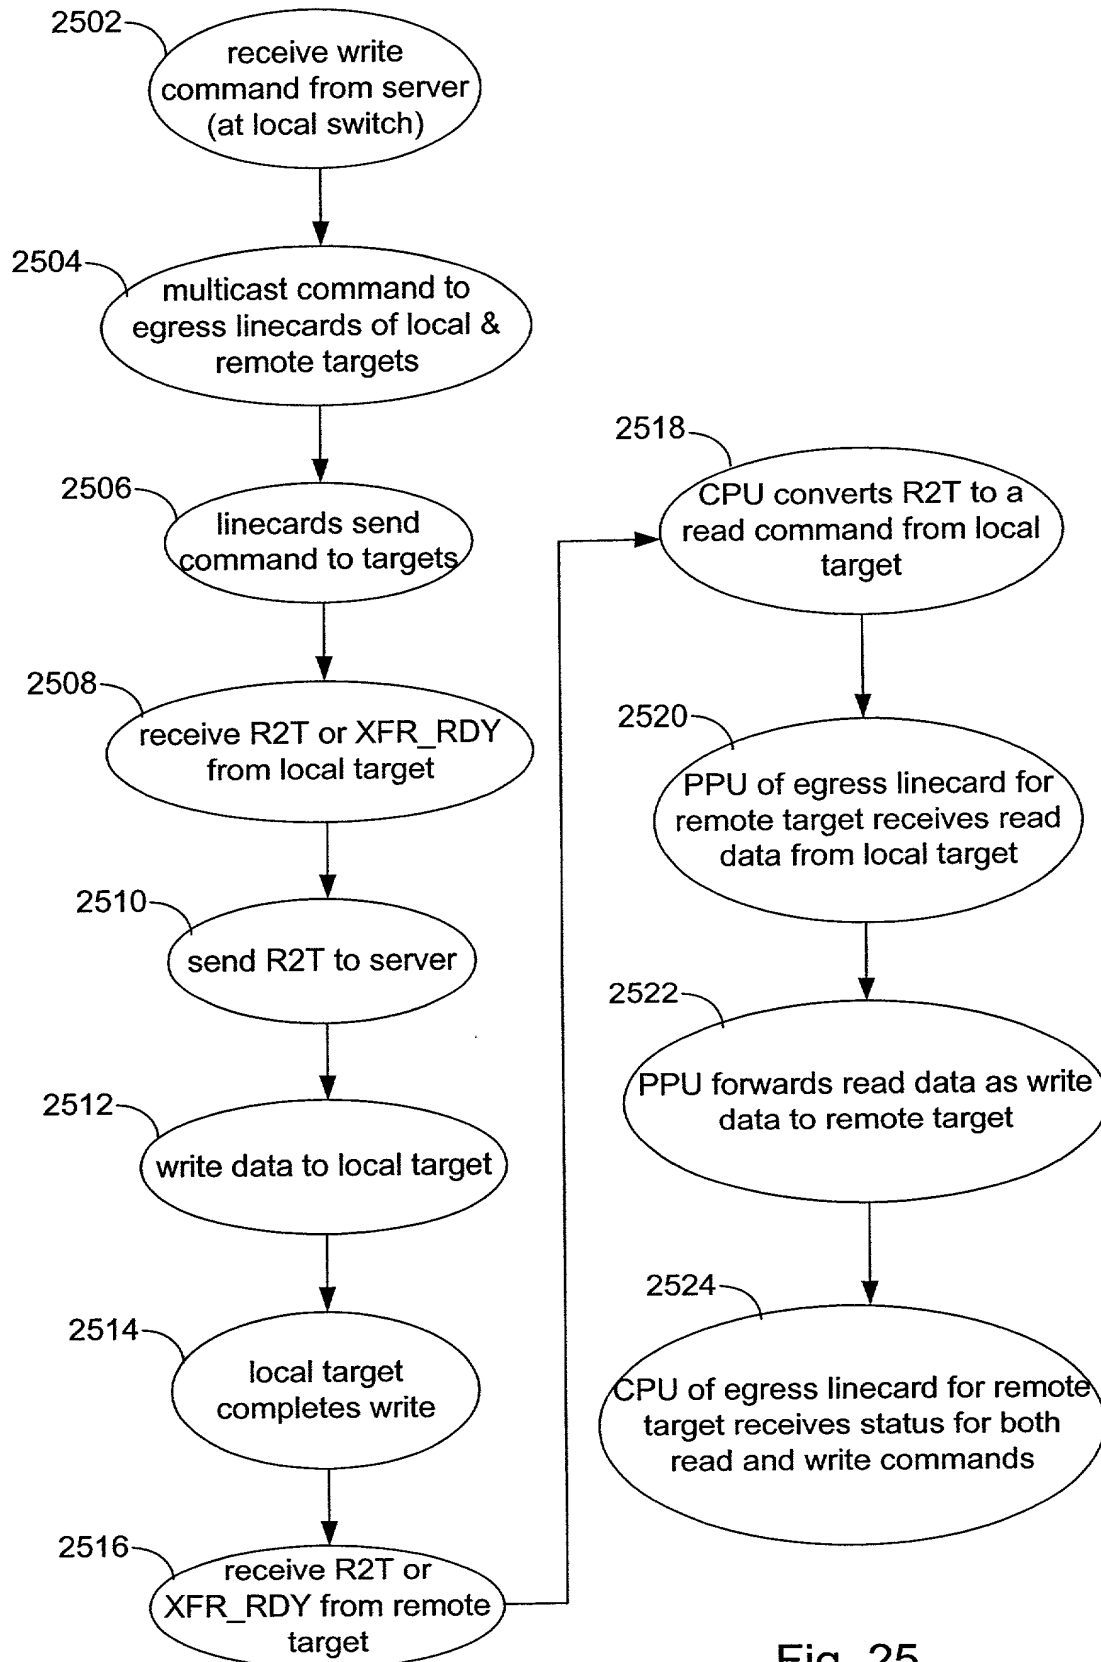 2502
receive write
command from server
(at local switch)
2504
multicast command to
egress linecards of local &
remote targets
2506
linecards send
command to targets
2508
receive R2T or XFR_RDY
from local target
2510
send R2T to server
2512
write data to local target
2514
local target
completes write
2516
receive R2T or
XFR_RDY from remote
target
2518
CPU converts R2T to a
read command from local
target
2520
PPU of egress linecard for
remote target receives read
data from local target
2522
PPU forwards read data as write
data to remote target
2524
CPU of egress linecard for remote
target receives status for both
read and write commands
Fig. 25